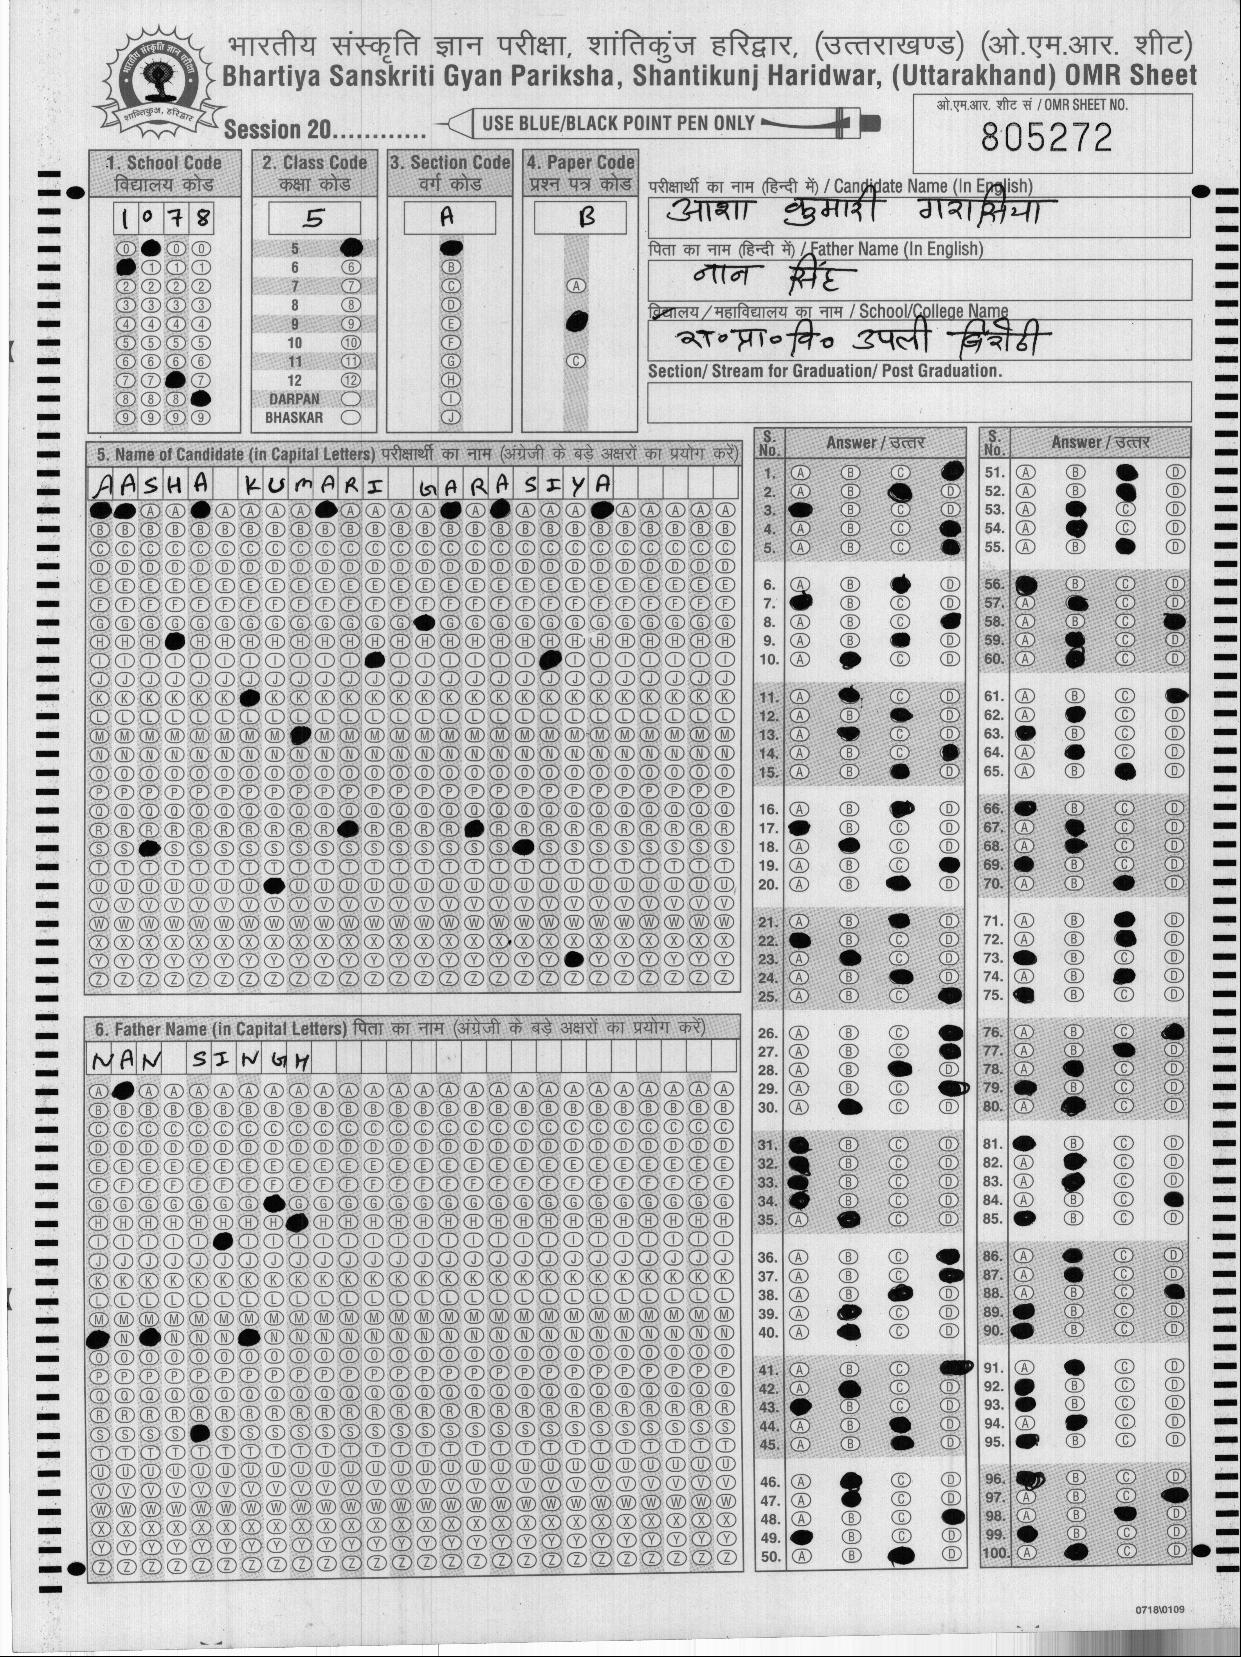 भारतीय संस्कृति ज्ञान परीक्षा, शांतिकुंज हरिद्वार, (उत्तराखण्ड) (ओ.एम.आर. शीट)
Bhartiya Sanskriti Gyan Pariksha, Shantikunj Haridwar, (Uttarakhand) OMR Sheet
Session 20............ USE BLUE/BLACK POINT PEN ONLY
ओ.एम.आर. शीट सं / OMR SHEET NO.
805272
1. School Code
विद्यालय कोड
1078
2. Class Code
कक्षा कोड
5
5
6
7
8
9
10
11
12
DARPAN
BHASKAR
3. Section Code
वर्ग कोड
A
4. Paper Code
प्रश्न पत्र कोड
B
परीक्षार्थी का नाम (हिन्दी में) / Candidate Name (In English)
आशा कुमारी गरासिया
पिता का नाम (हिन्दी में) / Father Name (In English)
नान सिंह
विद्यालय / महाविद्यालय का नाम / School/College Name
रा०प्रा०वि० उपली
Section/ Stream for Graduation/ Post Graduation.
5. Name of Candidate (in Capital Letters) परीक्षार्थी का नाम (अंग्रेजी के बड़े अक्षरों का प्रयोग करें)
AASHA KUMARI GARASIYA
6. Father Name (in Capital Letters) पिता का नाम (अंग्रेजी के बड़े अक्षरों का प्रयोग करें)
NAN SINGH
S. No. Answer / उत्तर
S. No. Answer / उत्तर
0718\0109